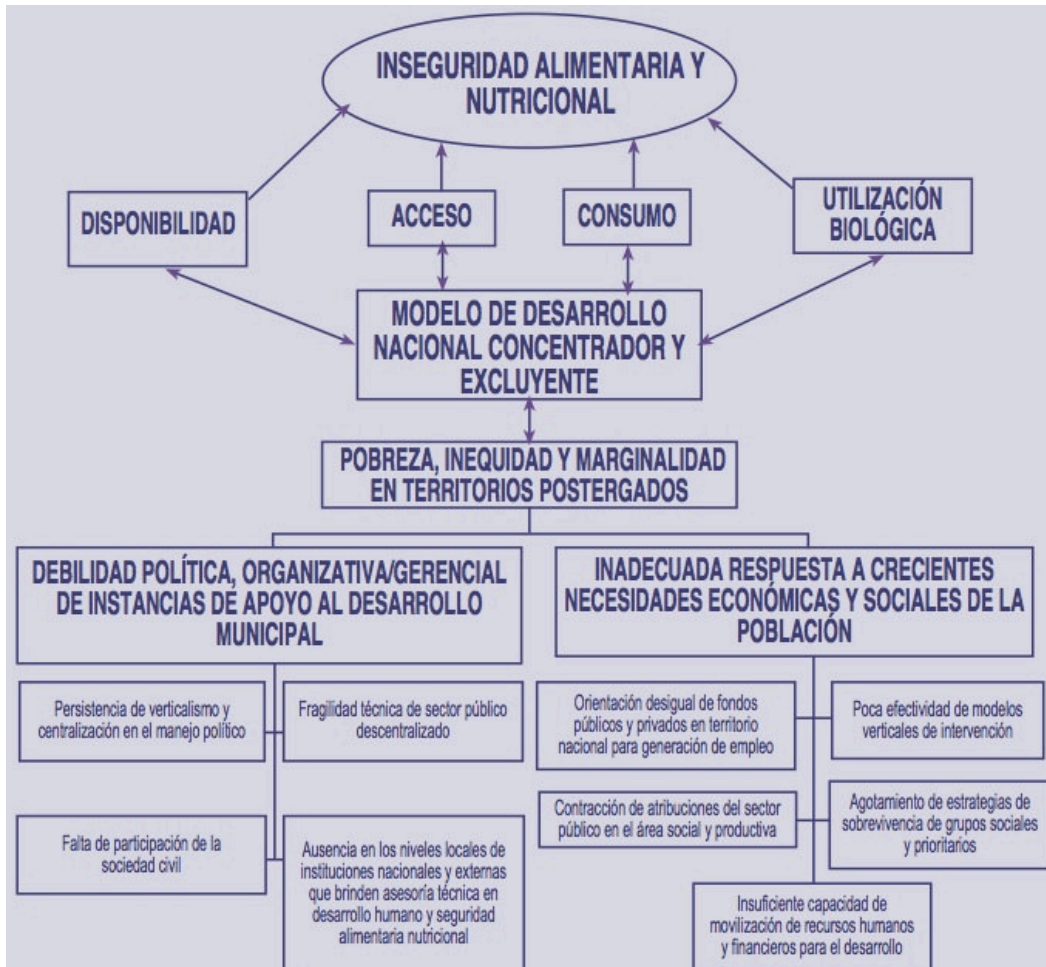 INSEGURIDAD ALIMENTARIA Y
NUTRICIONAL
DISPONIBILIDAD
ACCESO
CONSUMO
UTILIZACIÓN
BIOLÓGICA
MODELO DE DESARROLLO
NACIONAL CONCENTRADOR Y
EXCLUYENTE
POBREZA, INEQUIDAD Y MARGINALIDAD
EN TERRITORIOS POSTERGADOS
DEBILIDAD POLÍTICA, ORGANIZATIVA/GERENCIAL
DE INSTANCIAS DE APOYO AL DESARROLLO
MUNICIPAL
INADECUADA RESPUESTA A CRECIENTES
NECESIDADES ECONÓMICAS Y SOCIALES DE LA
POBLACIÓN
Persistencia de verticalismo y
centralización en el manejo político
Fragilidad técnica de sector público
descentralizado
Orientación desigual de fondos
públicos y privados en territorio
nacional para generación de empleo
Poca efectividad de modelos
verticales de intervención
Falta de participación de la
sociedad civil
Ausencia en los niveles locales de
instituciones nacionales y externas
que brinden asesoría técnica en
desarrollo humano y seguridad
alimentaria nutricional
Contracción de atribuciones del sector
público en el área social y productiva
Agotamiento de estrategias de
sobrevivencia de grupos sociales
y prioritarios
Insuficiente capacidad de
movilización de recursos humanos
y financieros para el desarrollo